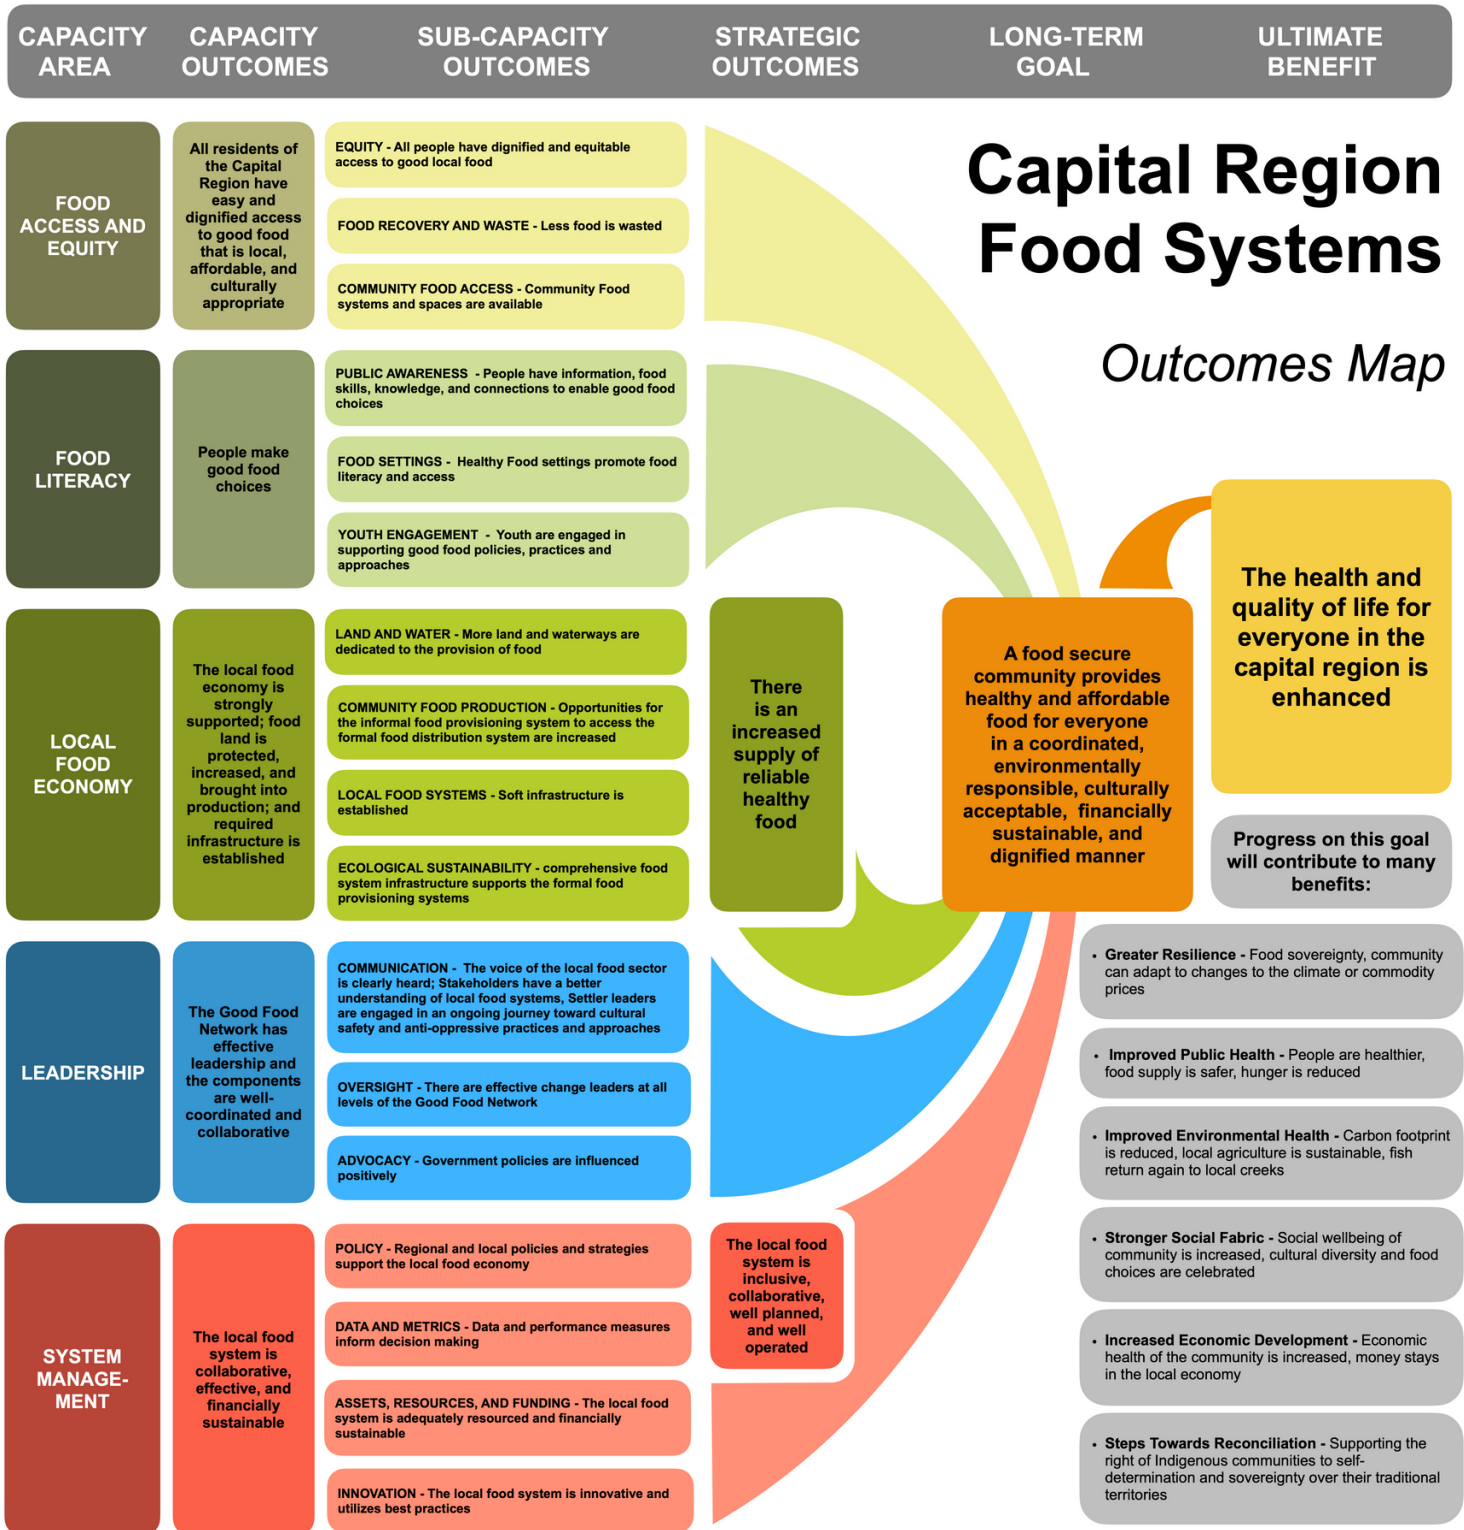 CAPACITY
AREA
CAPACITY
OUTCOMES
SUB-CAPACITY
OUTCOMES
STRATEGIC
OUTCOMES
LONG-TERM
GOAL
ULTIMATE
BENEFIT
Capital Region
Food Systems
Outcomes Map
FOOD
ACCESS AND
EQUITY
All residents of
the Capital
Region have
easy and
dignified access
to good food
that is local,
affordable, and
culturally
appropriate
EQUITY - All people have dignified and equitable
access to good local food
FOOD RECOVERY AND WASTE - Less food is wasted
COMMUNITY FOOD ACCESS - Community Food
systems and spaces are available
FOOD
LITERACY
People make
good food
choices
PUBLIC AWARENESS - People have information, food
skills, knowledge, and connections to enable good food
choices
FOOD SETTINGS - Healthy Food settings promote food
literacy and access
YOUTH ENGAGEMENT - Youth are engaged in
supporting good food policies, practices and
approaches
LOCAL
FOOD
ECONOMY
The local food
economy is
strongly
supported; food
land is
protected,
increased, and
brought into
production; and
required
infrastructure is
established
LAND AND WATER - More land and waterways are
dedicated to the provision of food
COMMUNITY FOOD PRODUCTION - Opportunities for
the informal food provisioning system to access the
formal food distribution system are increased
LOCAL FOOD SYSTEMS - Soft infrastructure is
established
ECOLOGICAL SUSTAINABILITY - comprehensive food
system infrastructure supports the formal food
provisioning systems
There
is an
increased
supply of
reliable
healthy
food
LEADERSHIP
The Good Food
Network has
effective
leadership and
the components
are well-
coordinated and
collaborative
COMMUNICATION - The voice of the local food sector
is clearly heard; Stakeholders have a better
understanding of local food systems, Settler leaders
are engaged in an ongoing journey toward cultural
safety and anti-oppressive practices and approaches
OVERSIGHT - There are effective change leaders at all
levels of the Good Food Network
ADVOCACY - Government policies are influenced
positively
SYSTEM
MANAGE-
MENT
The local food
system is
collaborative,
effective, and
financially
sustainable
POLICY - Regional and local policies and strategies
support the local food economy
DATA AND METRICS - Data and performance measures
inform decision making
ASSETS, RESOURCES, AND FUNDING - The local food
system is adequately resourced and financially
sustainable
INNOVATION - The local food system is innovative and
utilizes best practices
The local food
system is
inclusive,
collaborative,
well planned,
and well
operated
A food secure
community provides
healthy and affordable
food for everyone
in a coordinated,
environmentally
responsible, culturally
acceptable, financially
sustainable, and
dignified manner
The health and
quality of life for
everyone in the
capital region is
enhanced
Progress on this goal
will contribute to many
benefits:
• Greater Resilience - Food sovereignty, community
can adapt to changes to the climate or commodity
prices
• Improved Public Health - People are healthier,
food supply is safer, hunger is reduced
• Improved Environmental Health - Carbon footprint
is reduced, local agriculture is sustainable, fish
return again to local creeks
• Stronger Social Fabric - Social wellbeing of
community is increased, cultural diversity and food
choices are celebrated
• Increased Economic Development - Economic
health of the community is increased, money stays
in the local economy
• Steps Towards Reconciliation - Supporting the
right of Indigenous communities to self-
determination and sovereignty over their traditional
territories